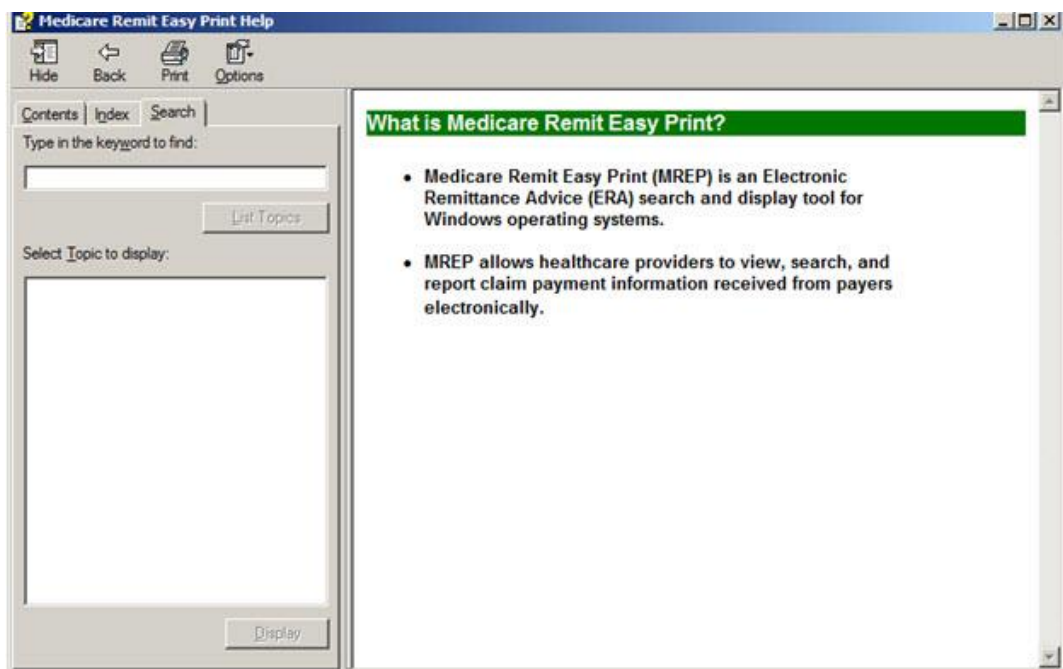 Medicare Remit Easy Print Help
Hide Back Print Options
Contents Index Search
Type in the keyword to find:
List Topics
Select Topic to display:
Display
What is Medicare Remit Easy Print?
• Medicare Remit Easy Print (MREP) is an Electronic
Remittance Advice (ERA) search and display tool for
Windows operating systems.
• MREP allows healthcare providers to view, search, and
report claim payment information received from payers
electronically.